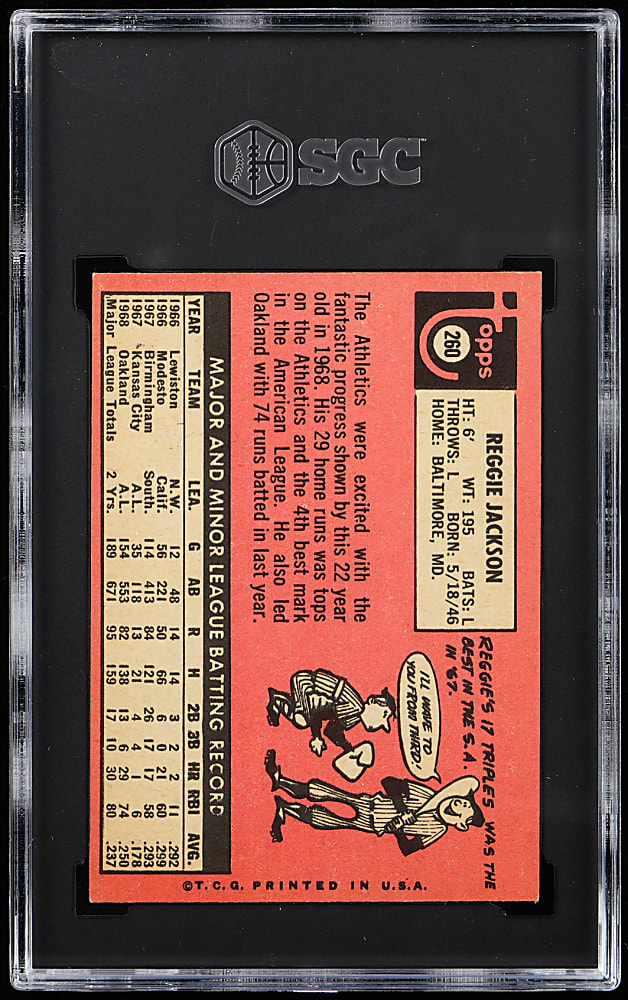 SGC
Topps
260
REGGIE JACKSON
HT: 6' WT: 195 BATS: L
THROWS: L BORN: 5/18/46
HOME: BALTIMORE, MD.
REGGIE'S 17 TRIPLES WAS THE
BEST IN THE S.A.
IN '67.
I'LL WAVE TO
YOU FROM THIRD!
The Athletics were excited with the
fantastic progress shown by this 22 year
old in 1968. His 29 home runs was tops
on the Athletics and the 4th best mark
in the American League. He also led
Oakland with 74 runs batted in last year.
MAJOR AND MINOR LEAGUE BATTING RECORD
YEAR TEAM LEA. G AB R H 2B 3B HR RBI AVG.
1966 Lewiston N.W. 12 48 14 14 3 2 2 11 .292
1966 Modesto Calif. 56 221 50 66 6 0 21 60 .299
1967 Birmingham South. 114 413 84 121 26 17 17 58 .293
1967 Kansas City A.L. 35 118 13 21 4 4 1 6 .178
1968 Oakland A.L. 154 553 82 138 13 6 29 74 .250
Major League Totals 2 Yrs. 189 671 95 159 17 10 30 80 .237
©T.C.G. PRINTED IN U.S.A.